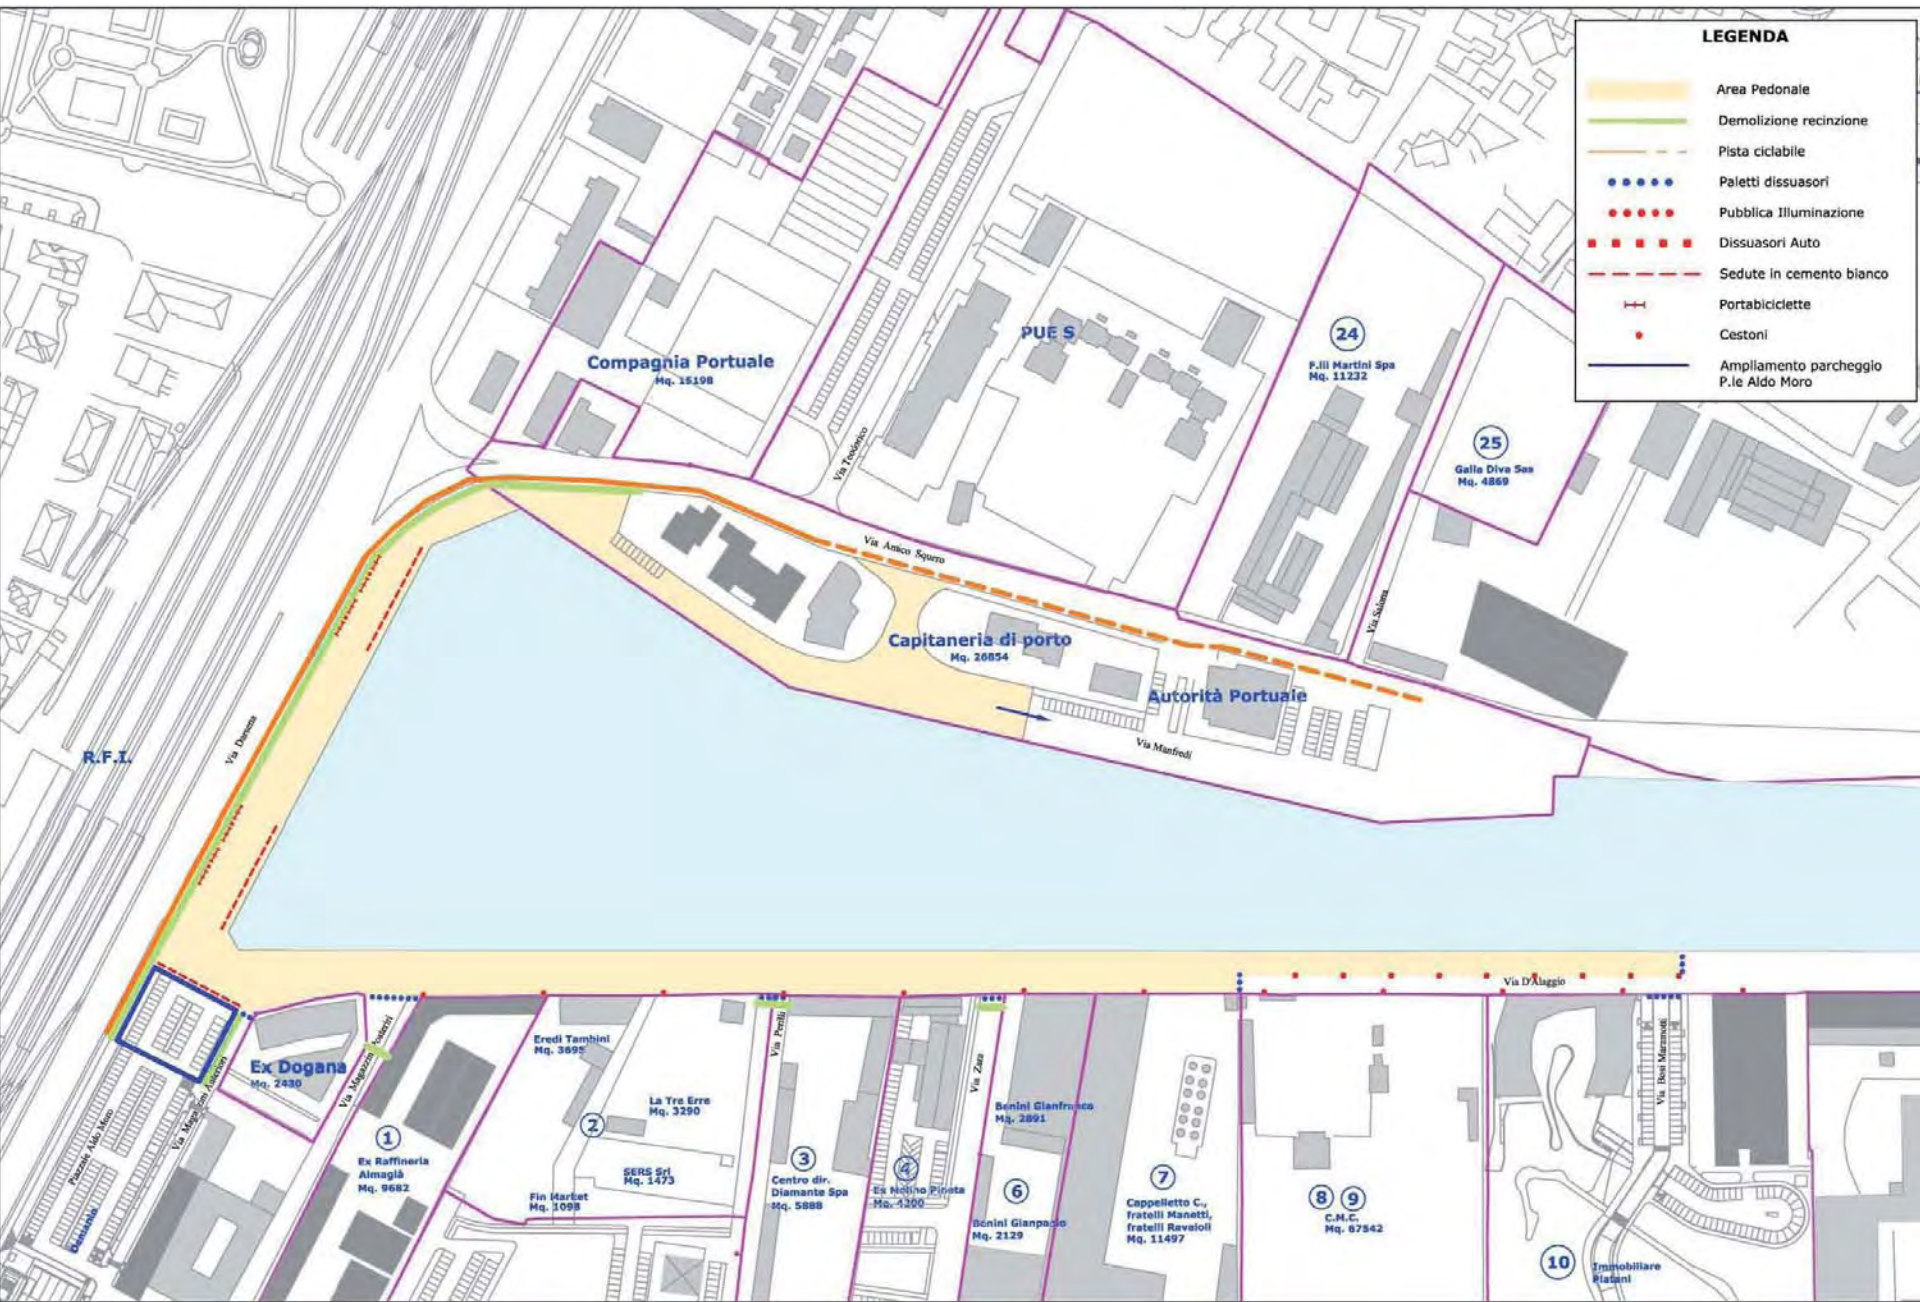 LEGENDA
Area Pedonale
Demolizione recinzione
Pista ciclabile
Paletti dissuasori
Pubblica Illuminazione
Dissuasori Auto
Sedute in cemento bianco
Portabiciclette
Cestoni
Ampliamento parcheggio
P.le Aldo Moro
Compagnia Portuale
Mq. 15198
PUE S
24
F.lli Martini Spa
Mq. 11232
25
Galla Diva Sas
Mq. 4869
Via Teodorico
Via Antico Squero
Via Salona
Capitaneria di porto
Mq. 26854
Autorità Portuale
Via Manfredi
Via Darsena
R.F.I.
Via D'Alaggio
Ex Dogana
Mq. 2430
Via Magazzini Posteriori
Via Magazzini Anteriori
Piazzale Aldo Moro
Demanio
1
Ex Raffineria
Almagià
Mq. 9682
Eredi Tambini
Mq. 3695
2
La Tre Erre
Mq. 3290
SERS Srl
Mq. 1473
Fin Market
Mq. 1098
Via Perilli
3
Centro dir.
Diamante Spa
Mq. 5888
4
Ex Molino Pineta
Mq. 4300
Via Zara
Benini Gianfranco
Mq. 2891
6
Benini Gianpaolo
Mq. 2129
7
Cappelletto C.,
fratelli Manetti,
fratelli Ravaioli
Mq. 11497
8 9
C.M.C.
Mq. 67542
Via Bosi Maramotti
10
Immobiliare
Platani